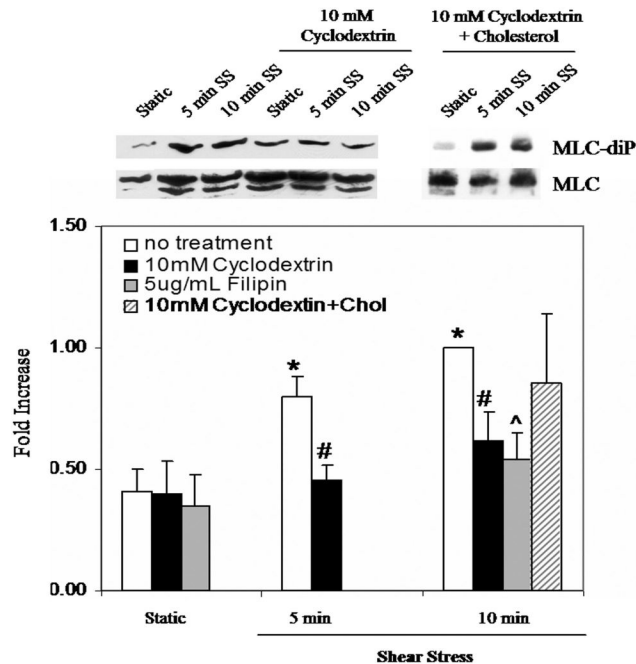 10 mM
Cyclodextrin
10 mM Cyclodextrin
+ Cholesterol
Static
5 min SS
10 min SS
Static
5 min SS
10 min SS
Static
5 min SS
10 min SS
MLC-diP
MLC
1.50
1.00
0.50
0.00
Fold Increase
no treatment
10mM Cyclodextrin
5ug/mL Filipin
10mM Cyclodextin+Chol
*
#
*
#
^
Static
5 min
10 min
Shear Stress